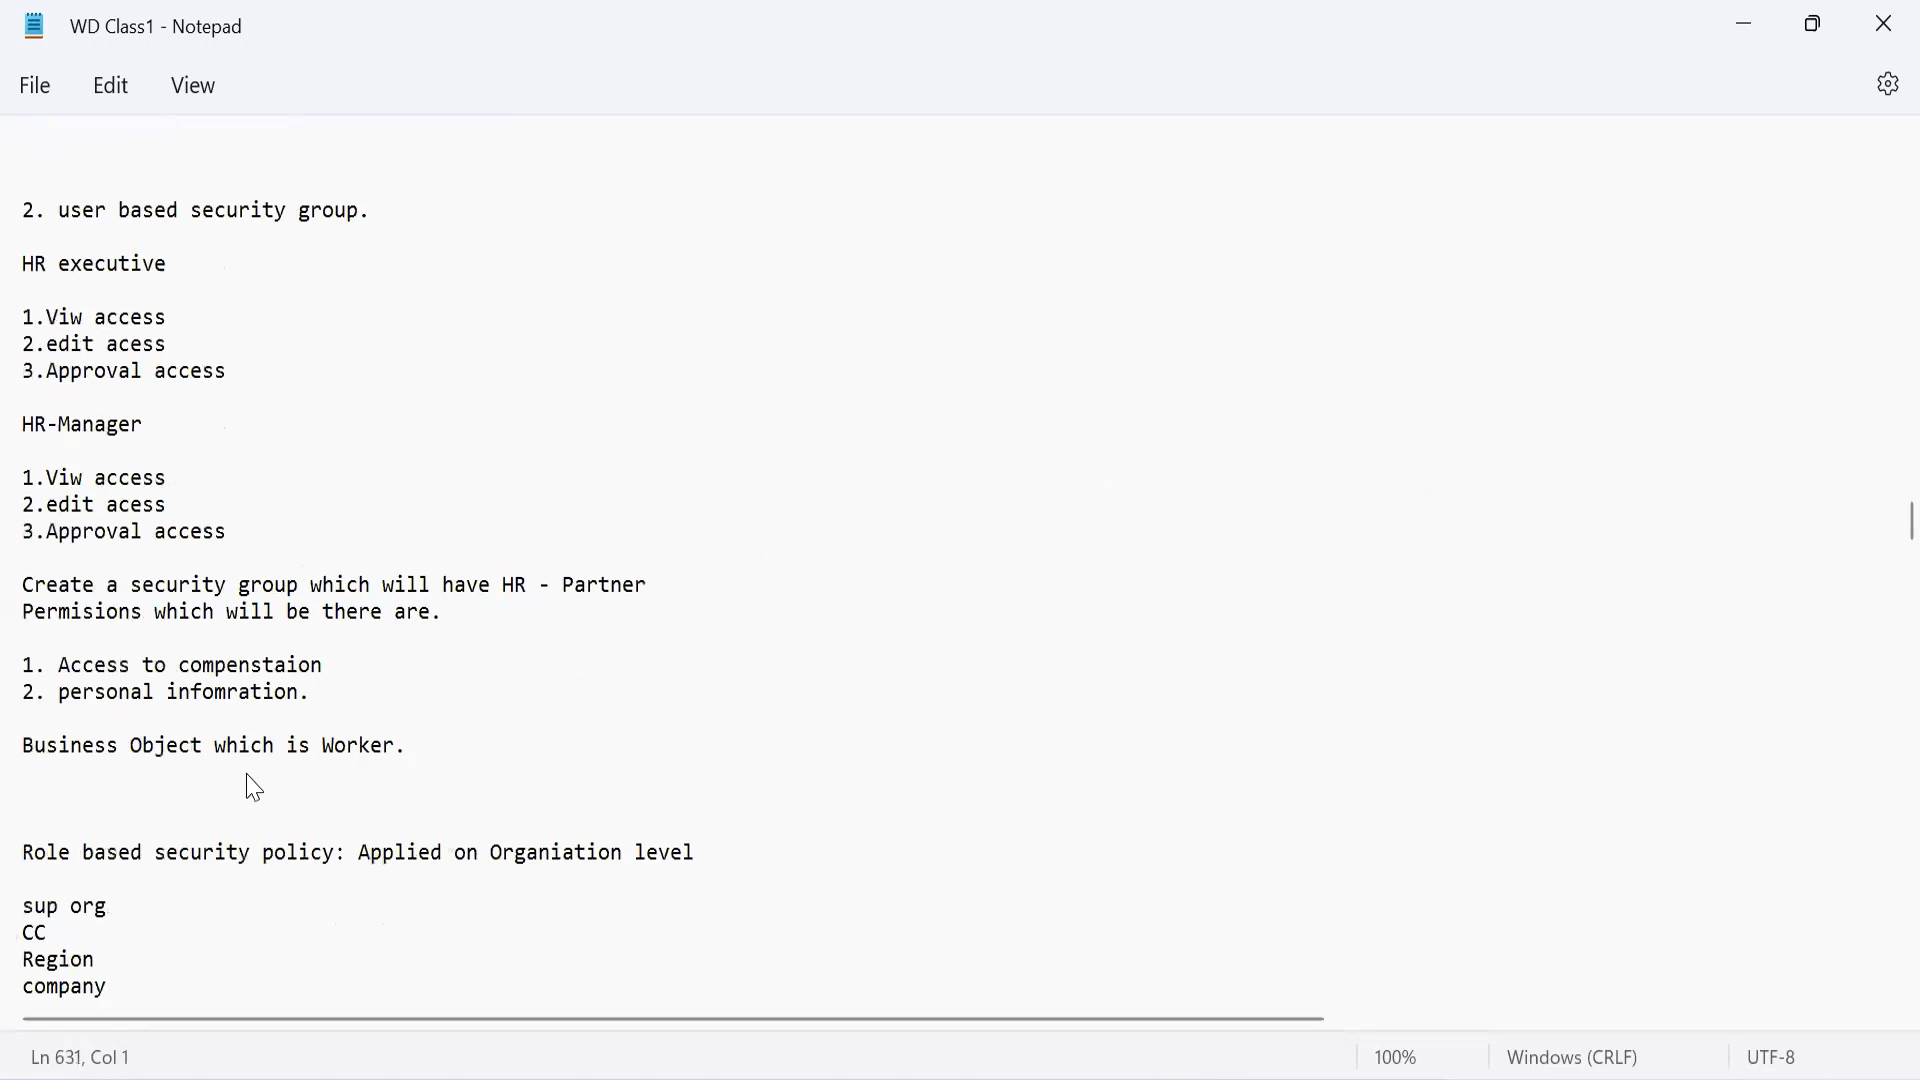 WD Class1 - Notepad
File Edit View
2. user based security group.
HR executive
1.Viw access
2.edit acess
3.Approval access
HR-Manager
1.Viw access
2.edit acess
3.Approval access
Create a security group which will have HR - Partner
Permisions which will be there are.
1. Access to compenstaion
2. personal infomration.
Business Object which is Worker.
Role based security policy: Applied on Organiation level
sup org
CC
Region
company
Ln 631, Col 1 100% Windows (CRLF) UTF-8